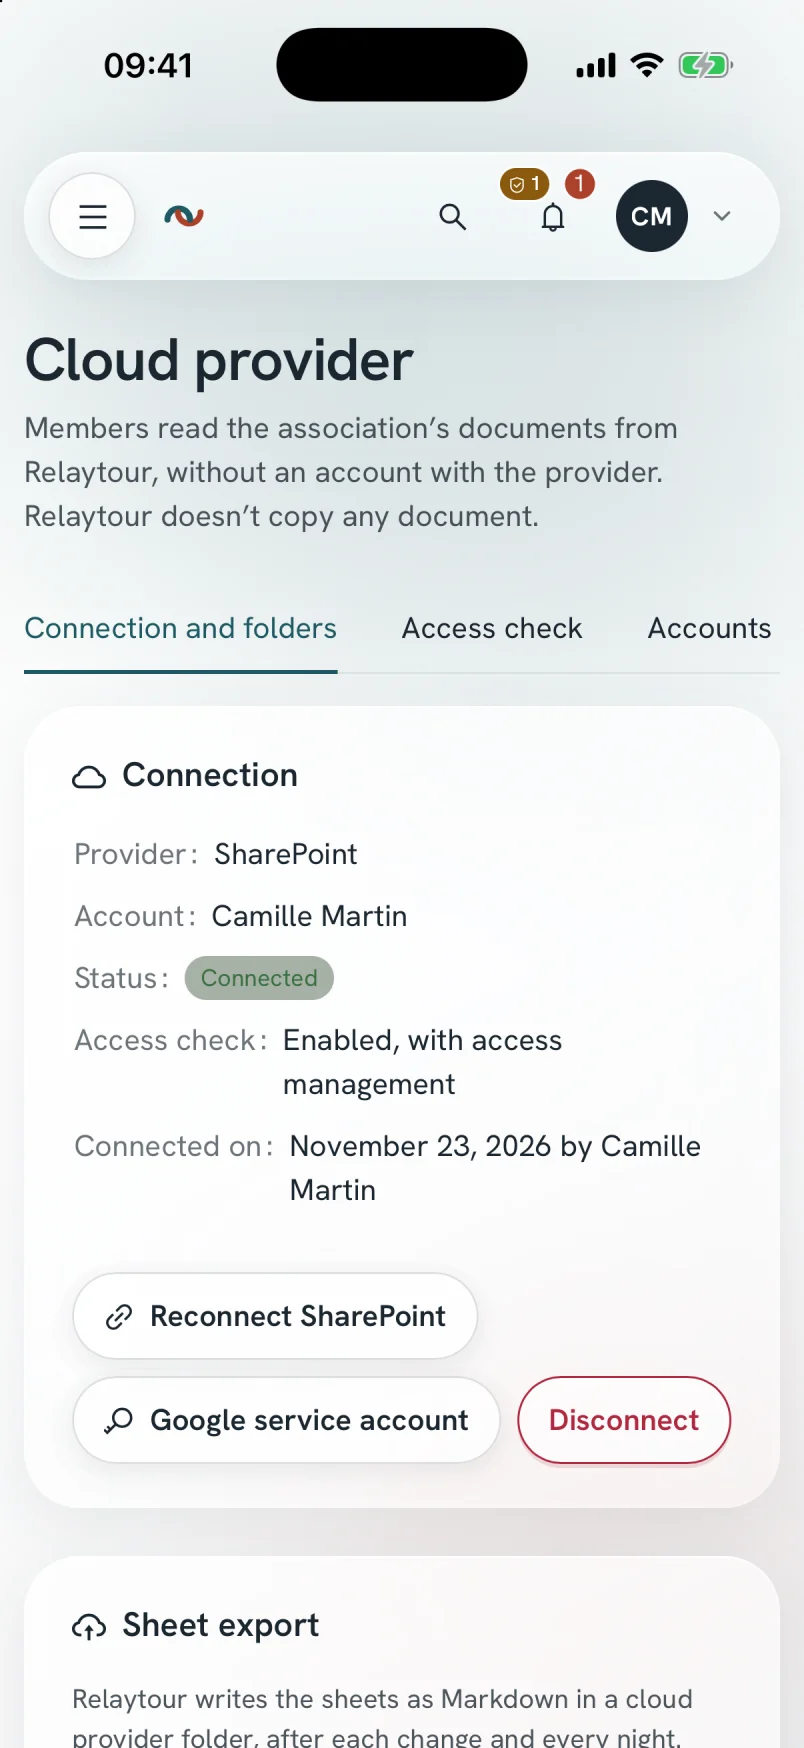 09:41
1
1
CM
Cloud provider
Members read the association’s documents from
Relaytour, without an account with the provider.
Relaytour doesn’t copy any document.
Connection and folders
Access check
Accounts
Connection
Provider: SharePoint
Account: Camille Martin
Status: Connected
Access check: Enabled, with access
management
Connected on: November 23, 2026 by Camille
Martin
Reconnect SharePoint
Google service account
Disconnect
Sheet export
Relaytour writes the sheets as Markdown in a cloud
provider folder, after each change and every night.